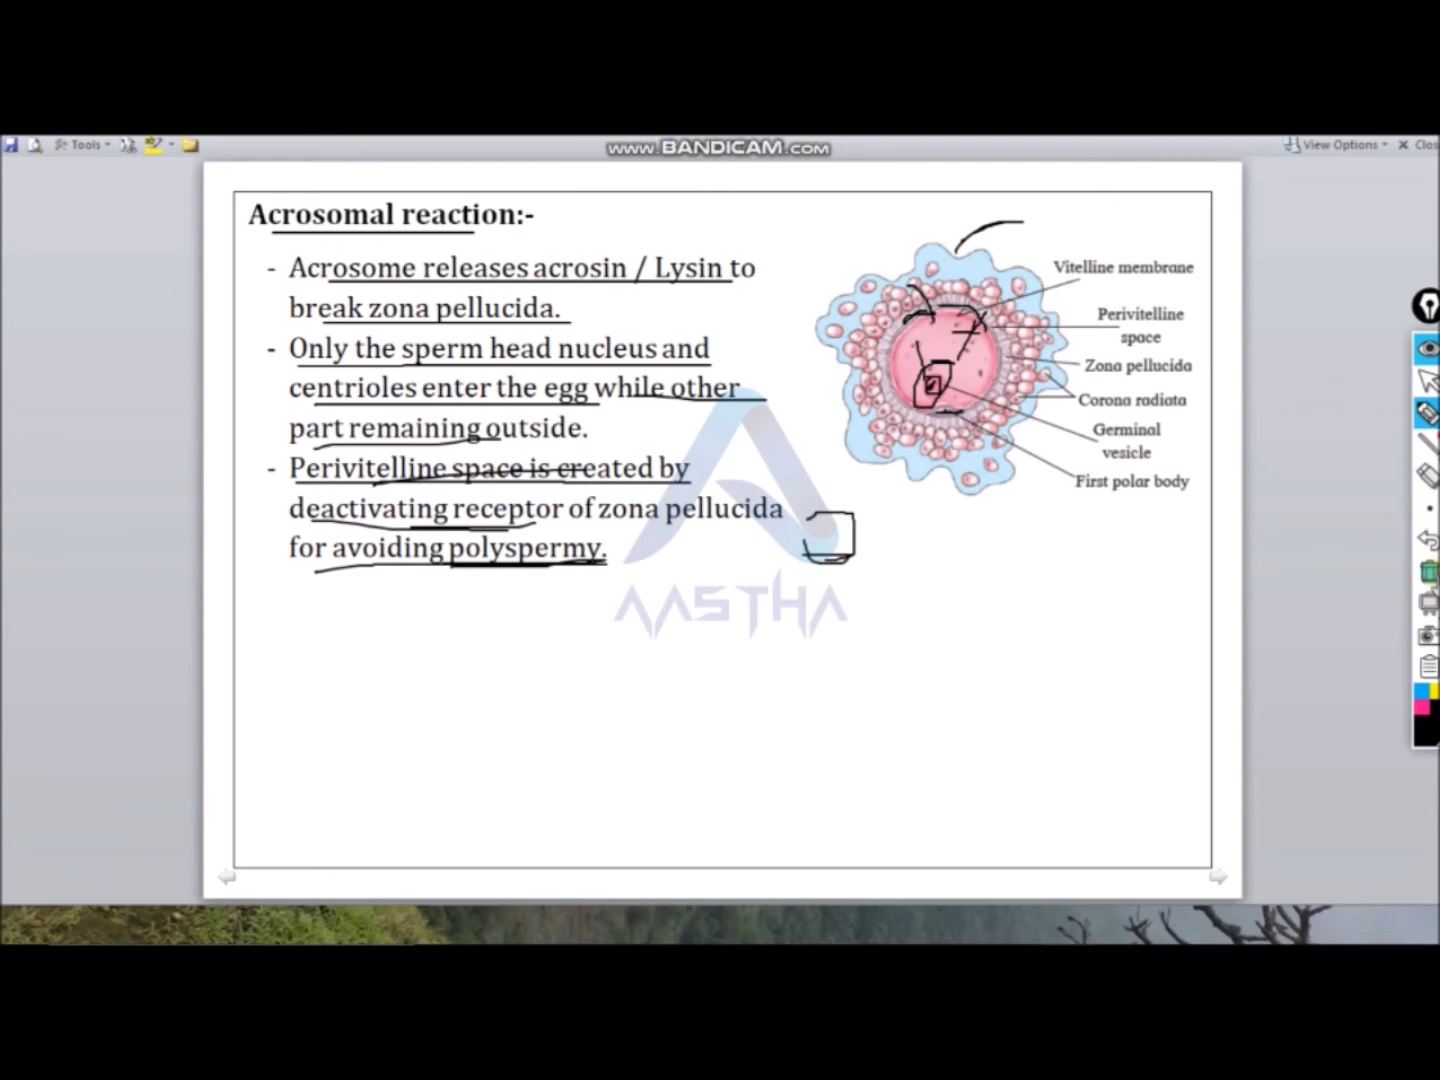 Tools
www.BANDICAM.com
View Options
Clos
Acrosomal reaction:-
- Acrosome releases acrosin / Lysin to
break zona pellucida.
- Only the sperm head nucleus and
centrioles enter the egg while other
part remaining outside.
- Perivitelline space is created by
deactivating receptor of zona pellucida
for avoiding polyspermy.
Vitelline membrane
Perivitelline
space
Zona pellucida
Corona radiata
Germinal
vesicle
First polar body
AASTHA